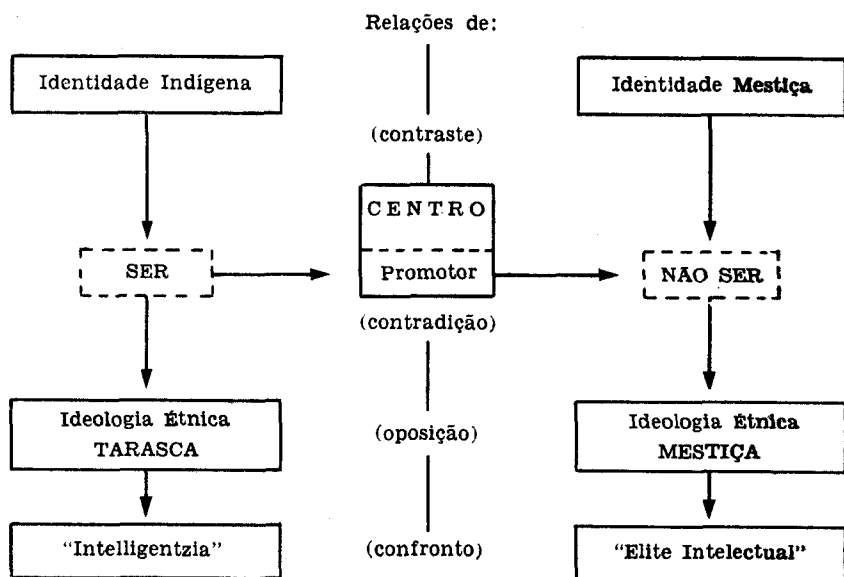 Relações de:
Identidade Indígena
Identidade Mestiça
(contraste)
CENTRO
SER
Promotor
NÃO SER
(contradição)
Ideologia Étnica
TARASCA
(oposição)
Ideologia Étnica
MESTIÇA
“Intelligentzia”
(confronto)
“Elite Intelectual”